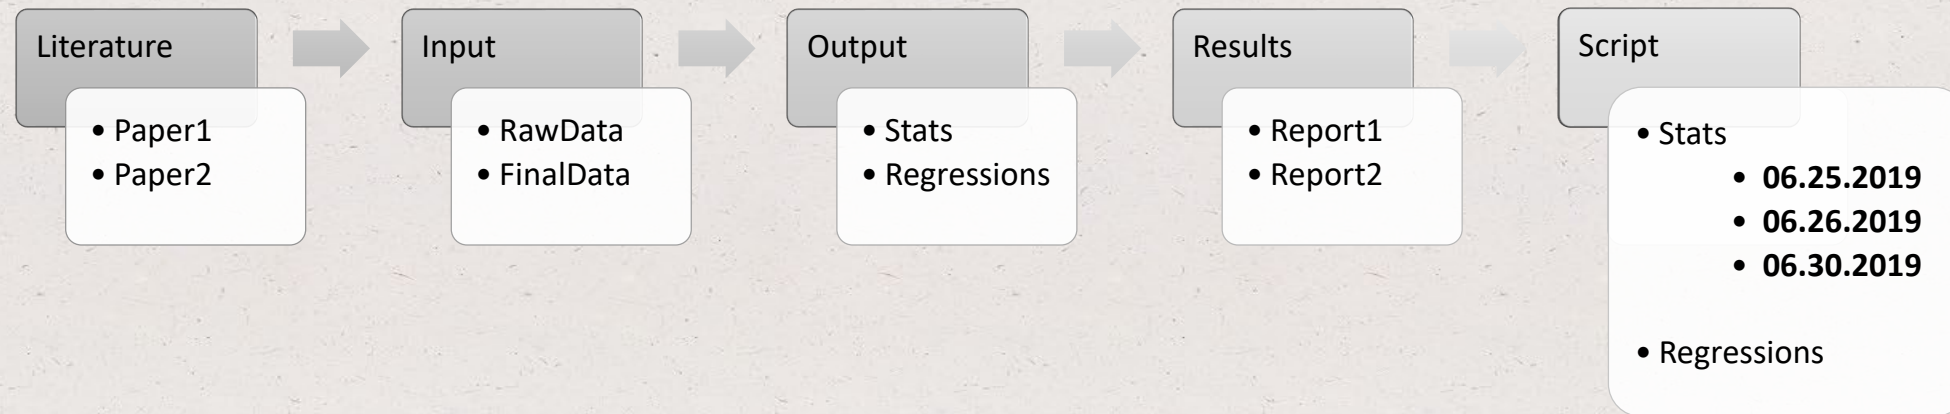 Literature
• Paper1
• Paper2
Input
• RawData
• FinalData
Output
• Stats
• Regressions
Results
• Report1
• Report2
Script
• Stats
• 06.25.2019
• 06.26.2019
• 06.30.2019
• Regressions